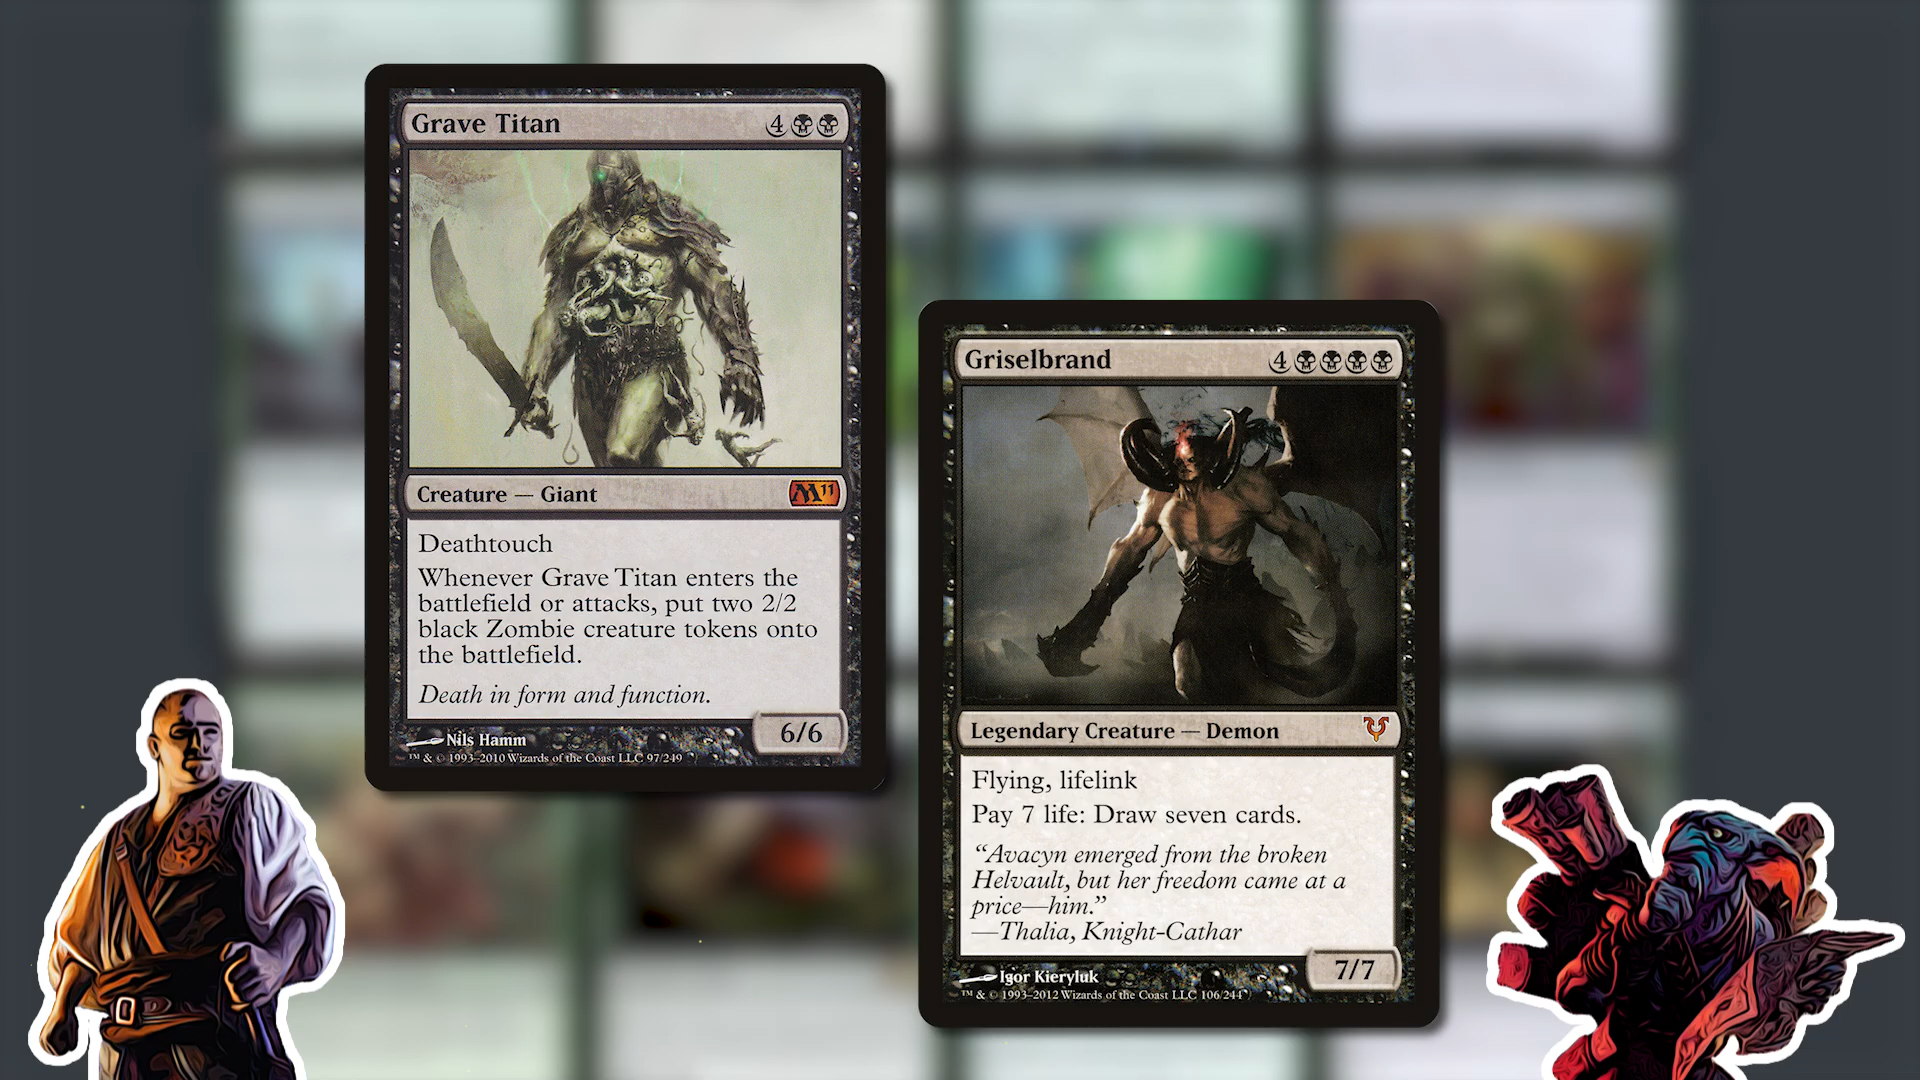 Grave Titan 4
M11
Creature — Giant
Deathtouch
Whenever Grave Titan enters the
battlefield or attacks, put two 2/2
black Zombie creature tokens onto
the battlefield.
Death in form and function.
6/6
Nils Hamm
™ & © 1993–2010 Wizards of the Coast LLC 97/249
Griselbrand 4
Legendary Creature — Demon
Flying, lifelink
Pay 7 life: Draw seven cards.
“Avacyn emerged from the broken
Helvault, but her freedom came at a
price—him.”
—Thalia, Knight-Cathar
7/7
Igor Kieryluk
™ & © 1993–2012 Wizards of the Coast LLC 106/244